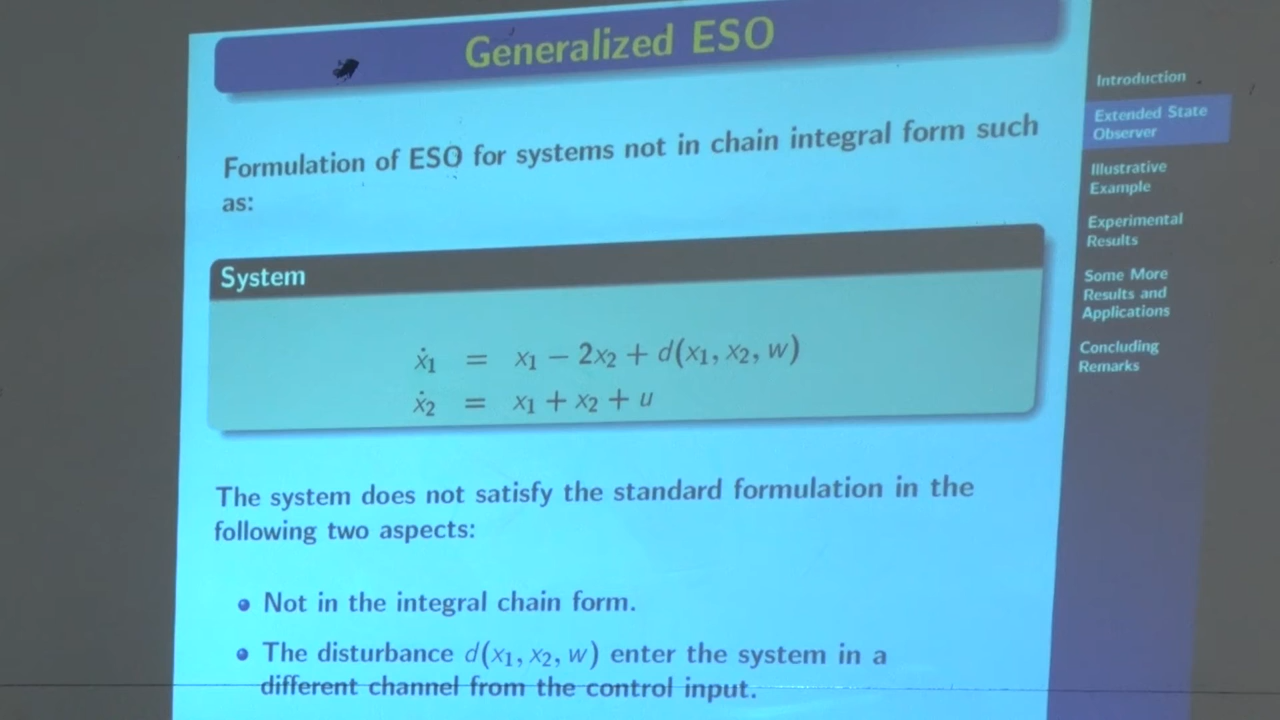 Generalized ESO
Formulation of ESO for systems not in chain integral form such
as:
System
ẋ₁ = x₁ − 2x₂ + d(x₁, x₂, w)
ẋ₂ = x₁ + x₂ + u
The system does not satisfy the standard formulation in the
following two aspects:
Not in the integral chain form.
The disturbance d(x₁, x₂, w) enter the system in a
different channel from the control input.
Introduction
Extended State
Observer
Illustrative
Example
Experimental
Results
Some More
Results and
Applications
Concluding
Remarks